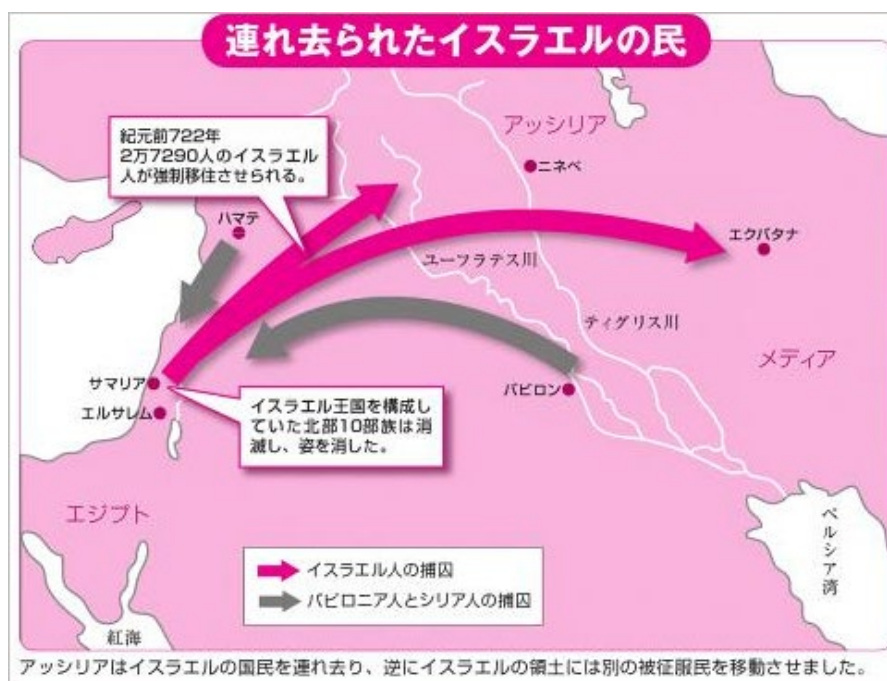 連れ去られたイスラエルの民
紀元前722年
2万7290人のイスラエル
人が強制移住させられる。
アッシリア
ニネベ
ハマテ
エクバタナ
ユーフラテス川
ティグリス川
メディア
サマリア
エルサレム
バビロン
イスラエル王国を構成し
ていた北部10部族は消
滅し、姿を消した。
エジプト
ペルシア湾
紅海
イスラエル人の捕囚
バビロニア人とシリア人の捕囚
アッシリアはイスラエルの国民を連れ去り、逆にイスラエルの領土には別の被征服民を移動させました。